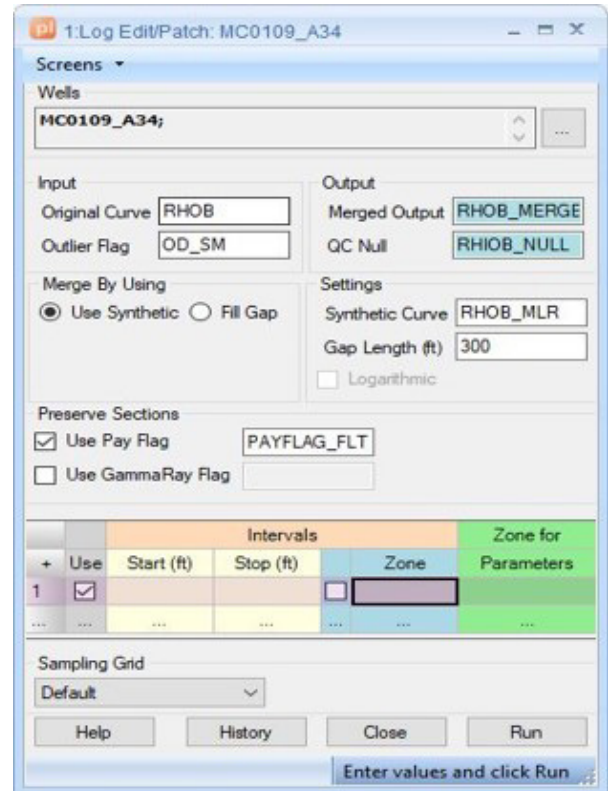 pl 1:Log Edit/Patch: MC0109_A34
Screens
Wells
MC0109_A34;
...
Input Output
Original Curve RHOB Merged Output RHOB_MERGE
Outlier Flag OD_SM QC Null RHIOB_NULL
Merge By Using Settings
Use Synthetic Fill Gap Synthetic Curve RHOB_MLR
Gap Length (ft) 300
Logarithmic
Preserve Sections
Use Pay Flag PAYFLAG_FLT
Use GammaRay Flag
Intervals Zone for
+ Use Start (ft) Stop (ft) Zone Parameters
1
... ... ... ... ... ... ...
Sampling Grid
Default
Help History Close Run
Enter values and click Run